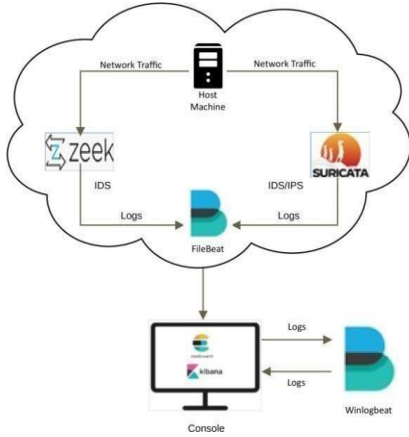 Network Traffic
Network Traffic
Host
Machine
zeek
SURICATA
IDS
IDS/IPS
Logs
Logs
FileBeat
Logs
kibana
Logs
Winlogbeat
Console